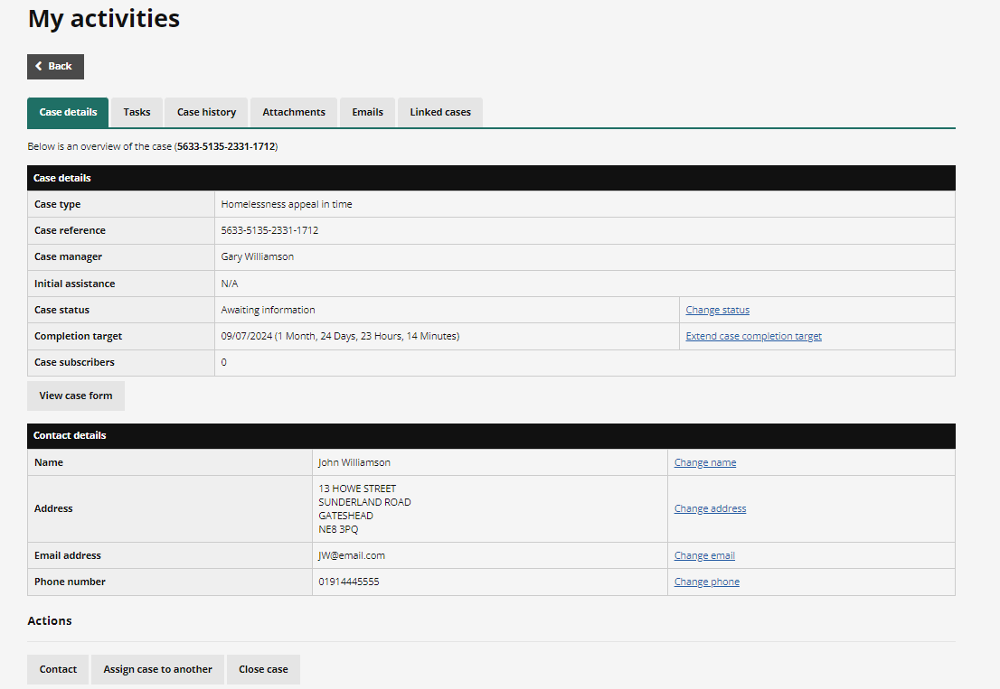 My activities
Back
Case details Tasks Case history Attachments Emails Linked cases
Below is an overview of the case (5633-5135-2331-1712)
Case details
Case type Homelessness appeal in time
Case reference 5633-5135-2331-1712
Case manager Gary Williamson
Initial assistance N/A
Case status Awaiting information Change status
Completion target 09/07/2024 (1 Month, 24 Days, 23 Hours, 14 Minutes) Extend case completion target
Case subscribers 0
View case form
Contact details
Name John Williamson Change name
Address 13 HOWE STREET
SUNDERLAND ROAD
GATESHEAD
NE8 3PQ
Change address
Email address JW@email.com Change email
Phone number 01914445555 Change phone
Actions
Contact Assign case to another Close case